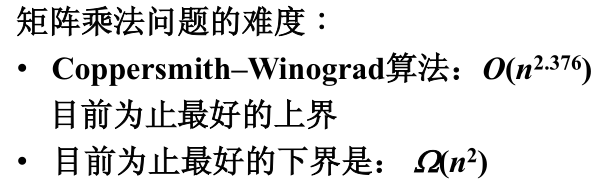 矩阵乘法问题的难度：
• Coppersmith–Winograd算法：O(n^2.376)
目前为止最好的上界
• 目前为止最好的下界是： Ω(n^2)